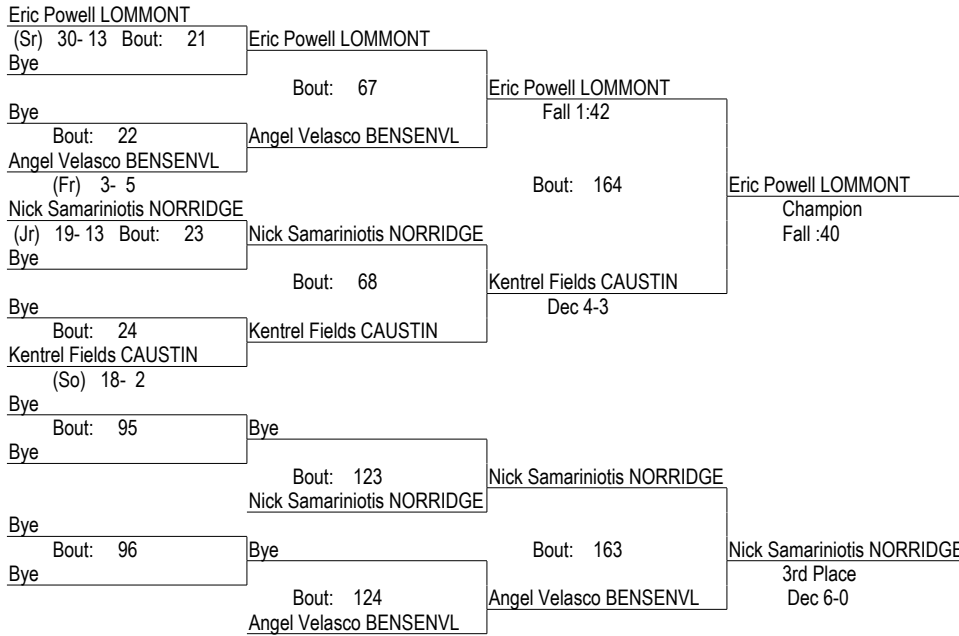 Eric Powell LOMMONT
(Sr) 30- 13 Bout: 21 Eric Powell LOMMONT
Bye
Bout: 67 Eric Powell LOMMONT
Bye Fall 1:42
Bout: 22 Angel Velasco BENSENVL
Angel Velasco BENSENVL
(Fr) 3- 5 Bout: 164 Eric Powell LOMMONT
Nick Samariniotis NORRIDGE Champion
(Jr) 19- 13 Bout: 23 Nick Samariniotis NORRIDGE Fall :40
Bye
Bout: 68 Kentrel Fields CAUSTIN
Bye Dec 4-3
Bout: 24 Kentrel Fields CAUSTIN
Kentrel Fields CAUSTIN
(So) 18- 2
Bye
Bout: 95 Bye
Bye
Bout: 123 Nick Samariniotis NORRIDGE
Nick Samariniotis NORRIDGE
Bye
Bout: 96 Bye Bout: 163 Nick Samariniotis NORRIDGE
Bye 3rd Place
Bout: 124 Angel Velasco BENSENVL Dec 6-0
Angel Velasco BENSENVL